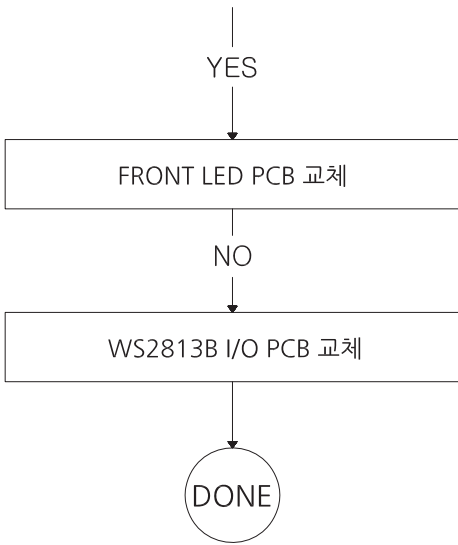 YES
FRONT LED PCB 교체
NO
WS2813B I/O PCB 교체
DONE